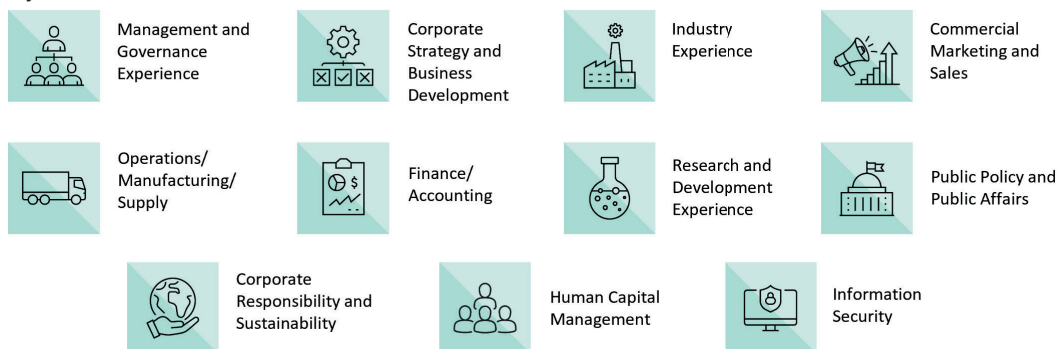 Management and
Governance
Experience
Corporate
Strategy and
Business
Development
Industry
Experience
Commercial
Marketing and
Sales
Operations/
Manufacturing/
Supply
$
Finance/
Accounting
Research and
Development
Experience
Public Policy and
Public Affairs
Corporate
Responsibility and
Sustainability
Human Capital
Management
Information
Security